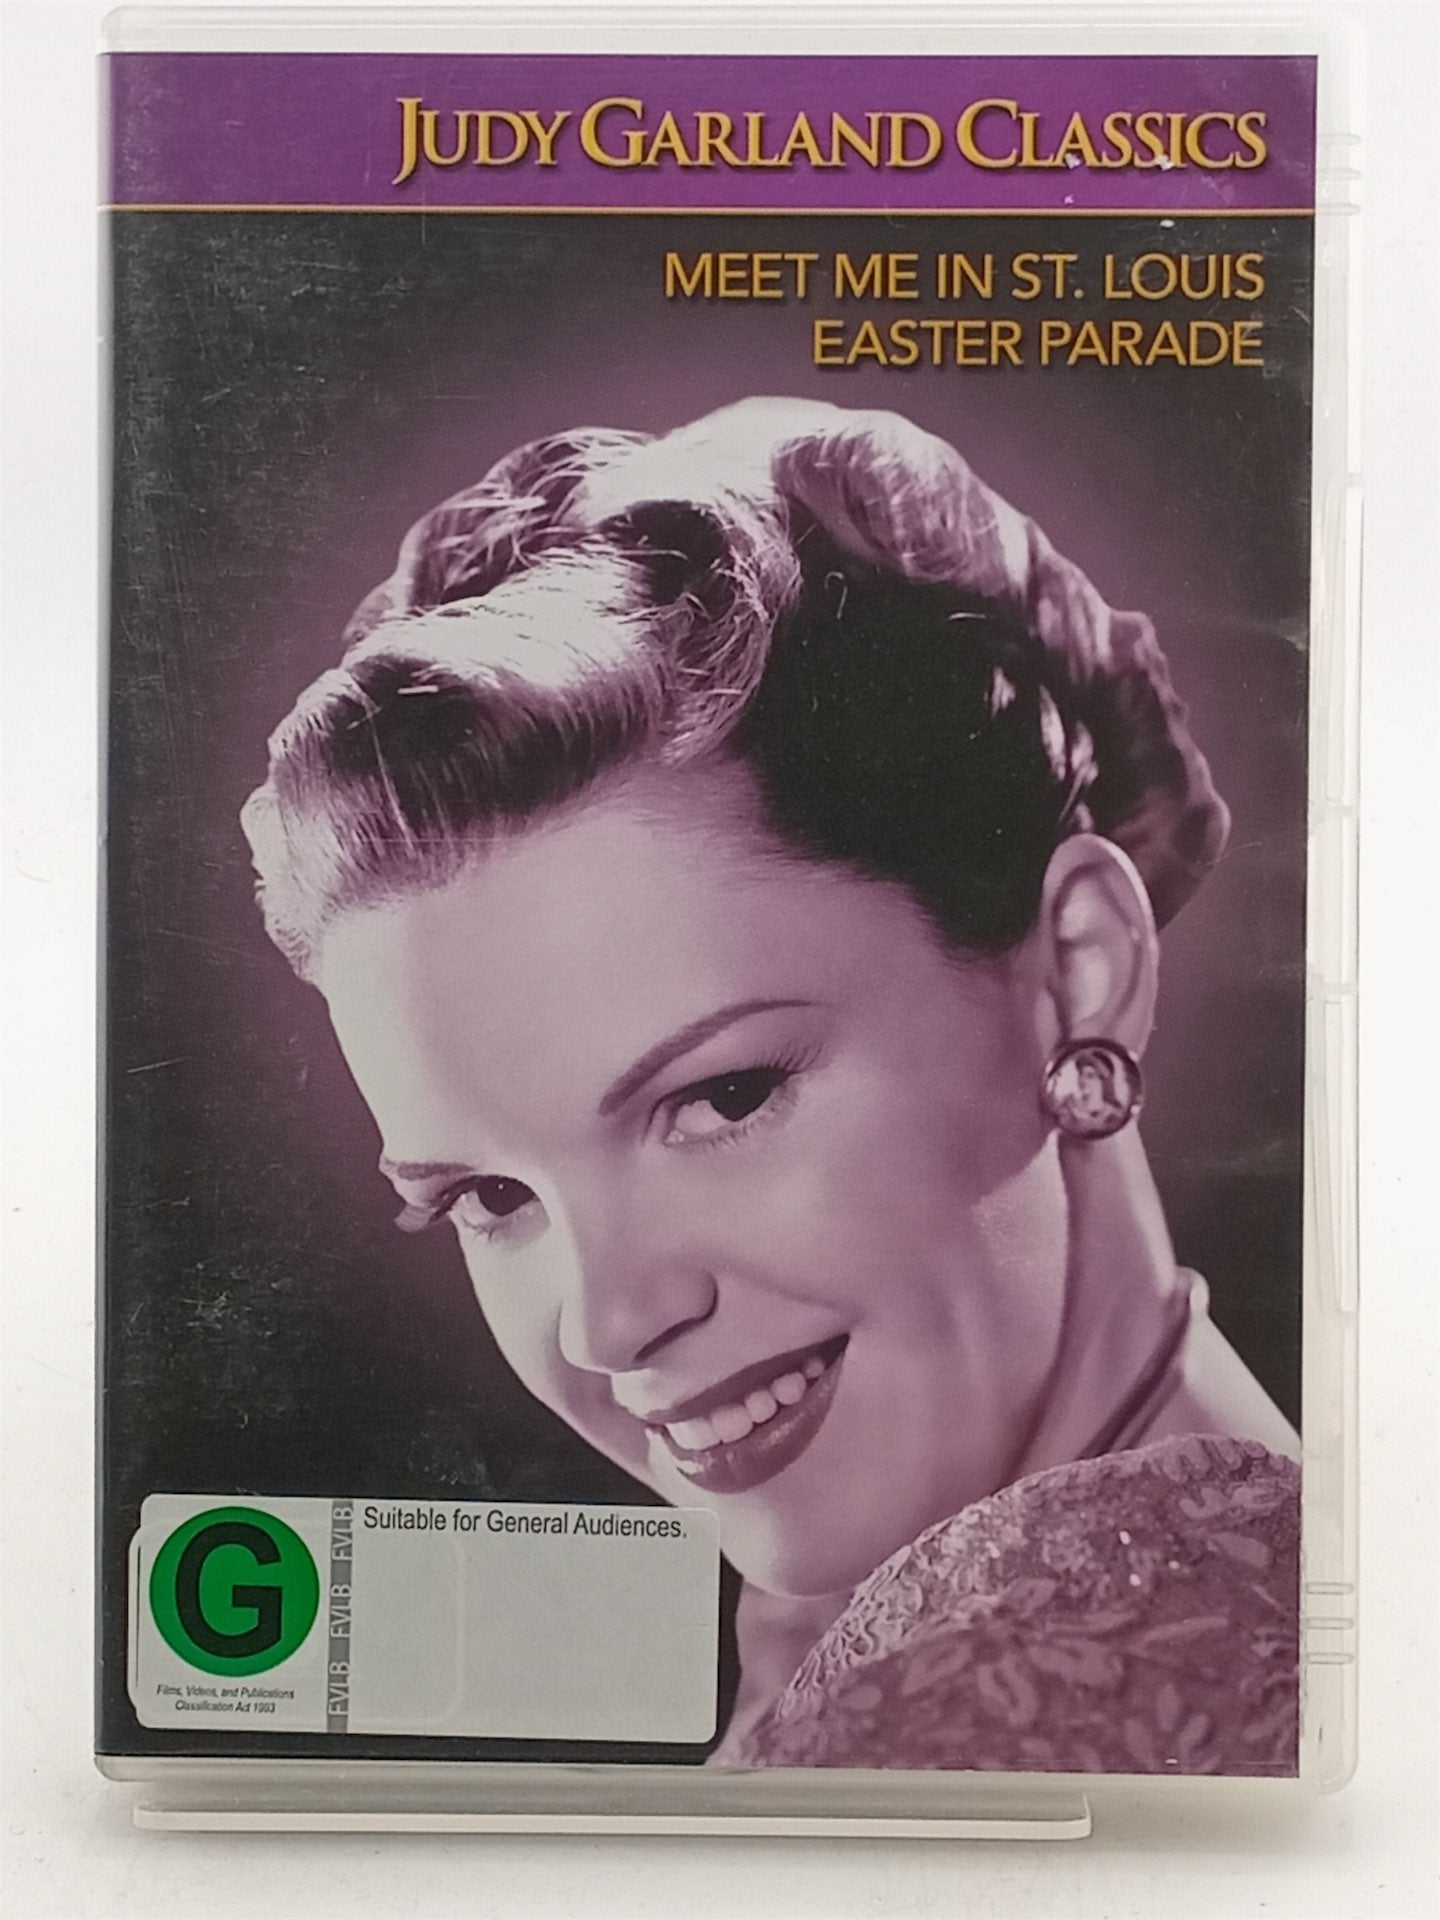 JUDY GARLAND CLASSICS
MEET ME IN ST. LOUIS
EASTER PARADE
G
Films, Videos, and Publications
Classification Act 1993
FVLB FVLB FVLB
Suitable for General Audiences.